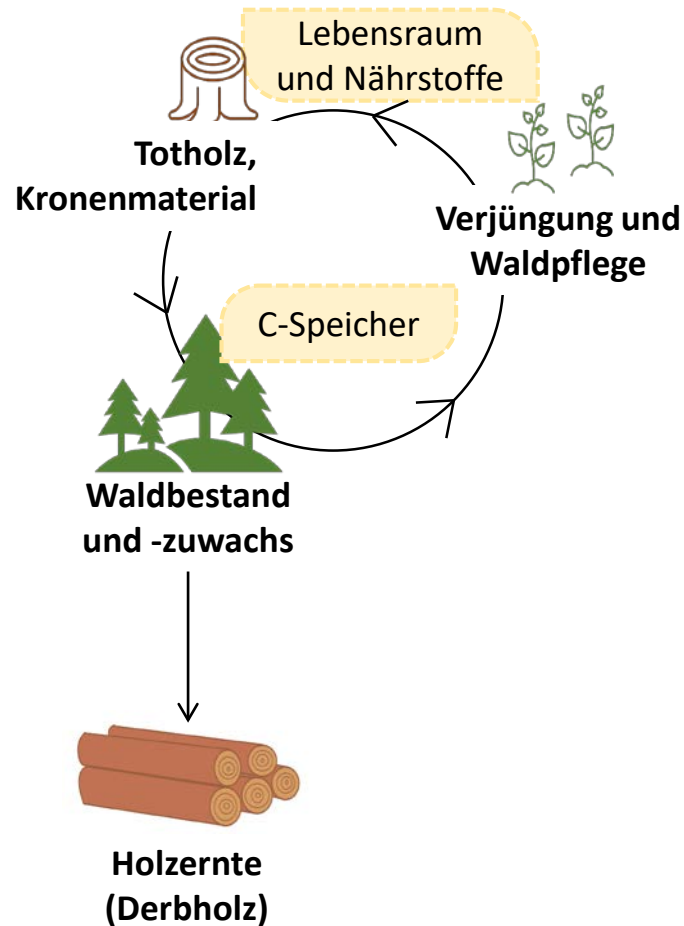 Lebensraum
und Nährstoffe
Totholz,
Kronenmaterial
Verjüngung und
Waldpflege
C-Speicher
Waldbestand
und -zuwachs
Holzernte
(Derbholz)